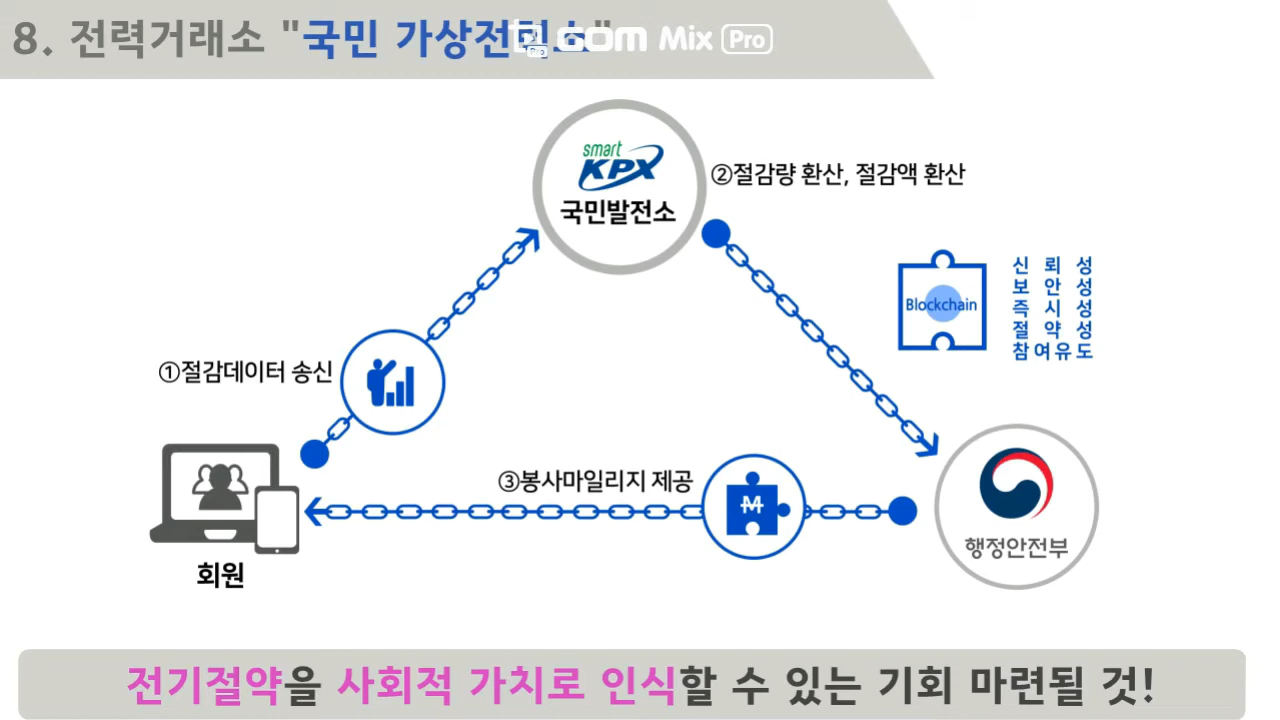 8. 전력거래소 "국민 가상전
GOM Mix Pro
Pro
smart
KPX
국민발전소
②절감량 환산, 절감액 환산
Blockchain
신 뢰 성
보 안 성
즉 시 성
절 약 성
참여유도
①절감데이터 송신
③봉사마일리지 제공
M
행정안전부
회원
전기절약을 사회적 가치로 인식할 수 있는 기회 마련될 것!